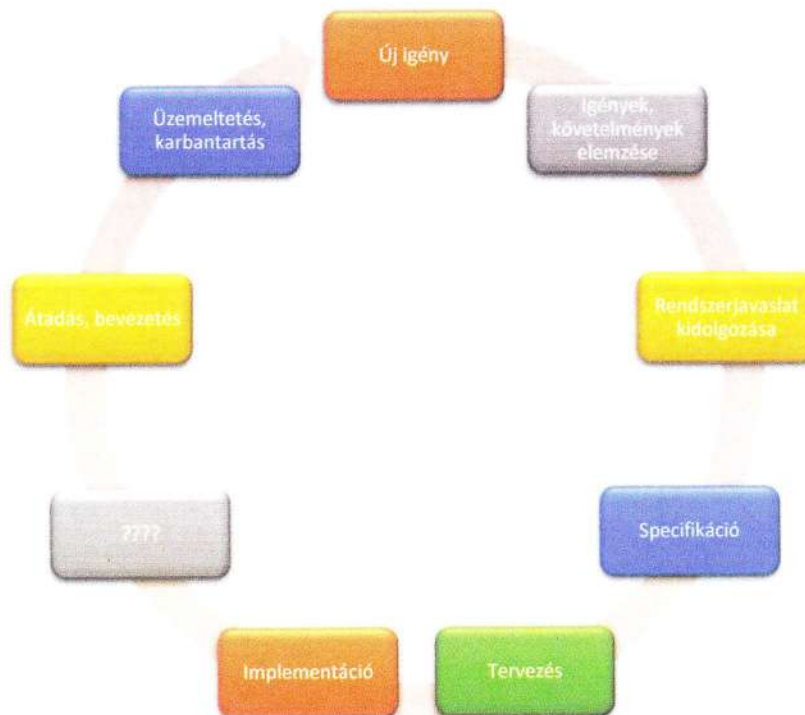 Új igény
Igények,
követelmények
elemzése
Rendszerjavaslat
kidolgozása
Specifikáció
Tervezés
Implementáció
????
Átadás, bevezetés
Üzemeltetés,
karbantartás